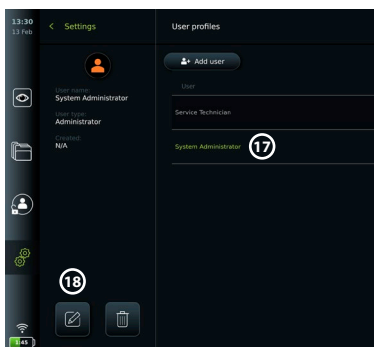 13:30
13 Feb
Settings
User profiles
Add user
User name:
System Administrator
User type:
Administrator
Created:
N/A
User
Service Technician
System Administrator
17
18
1:45